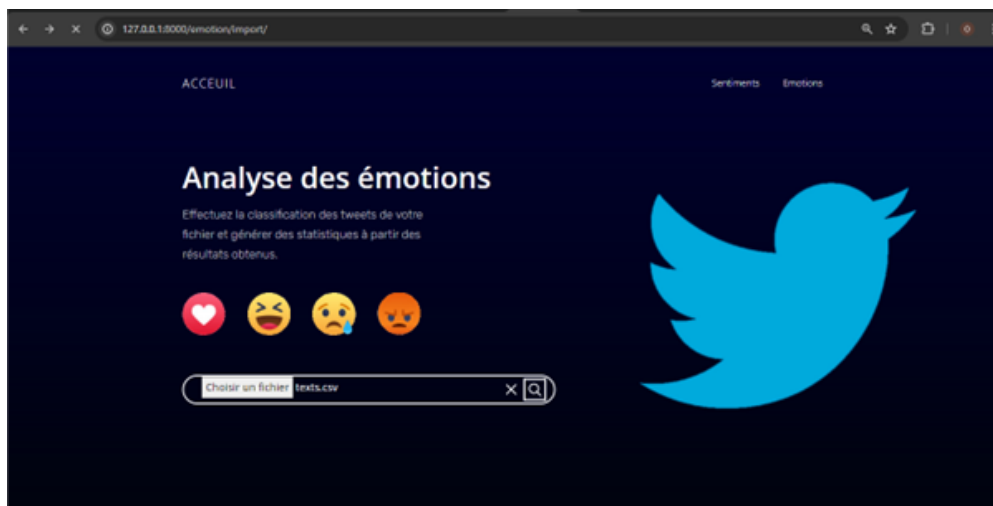 127.0.0.1:8000/emotion/import/
ACCEUIL
Sentiments
Emotions
Analyse des émotions
Effectuez la classification des tweets de votre
fichier et générer des statistiques à partir des
résultats obtenus.
Choisir un fichier texts.csv